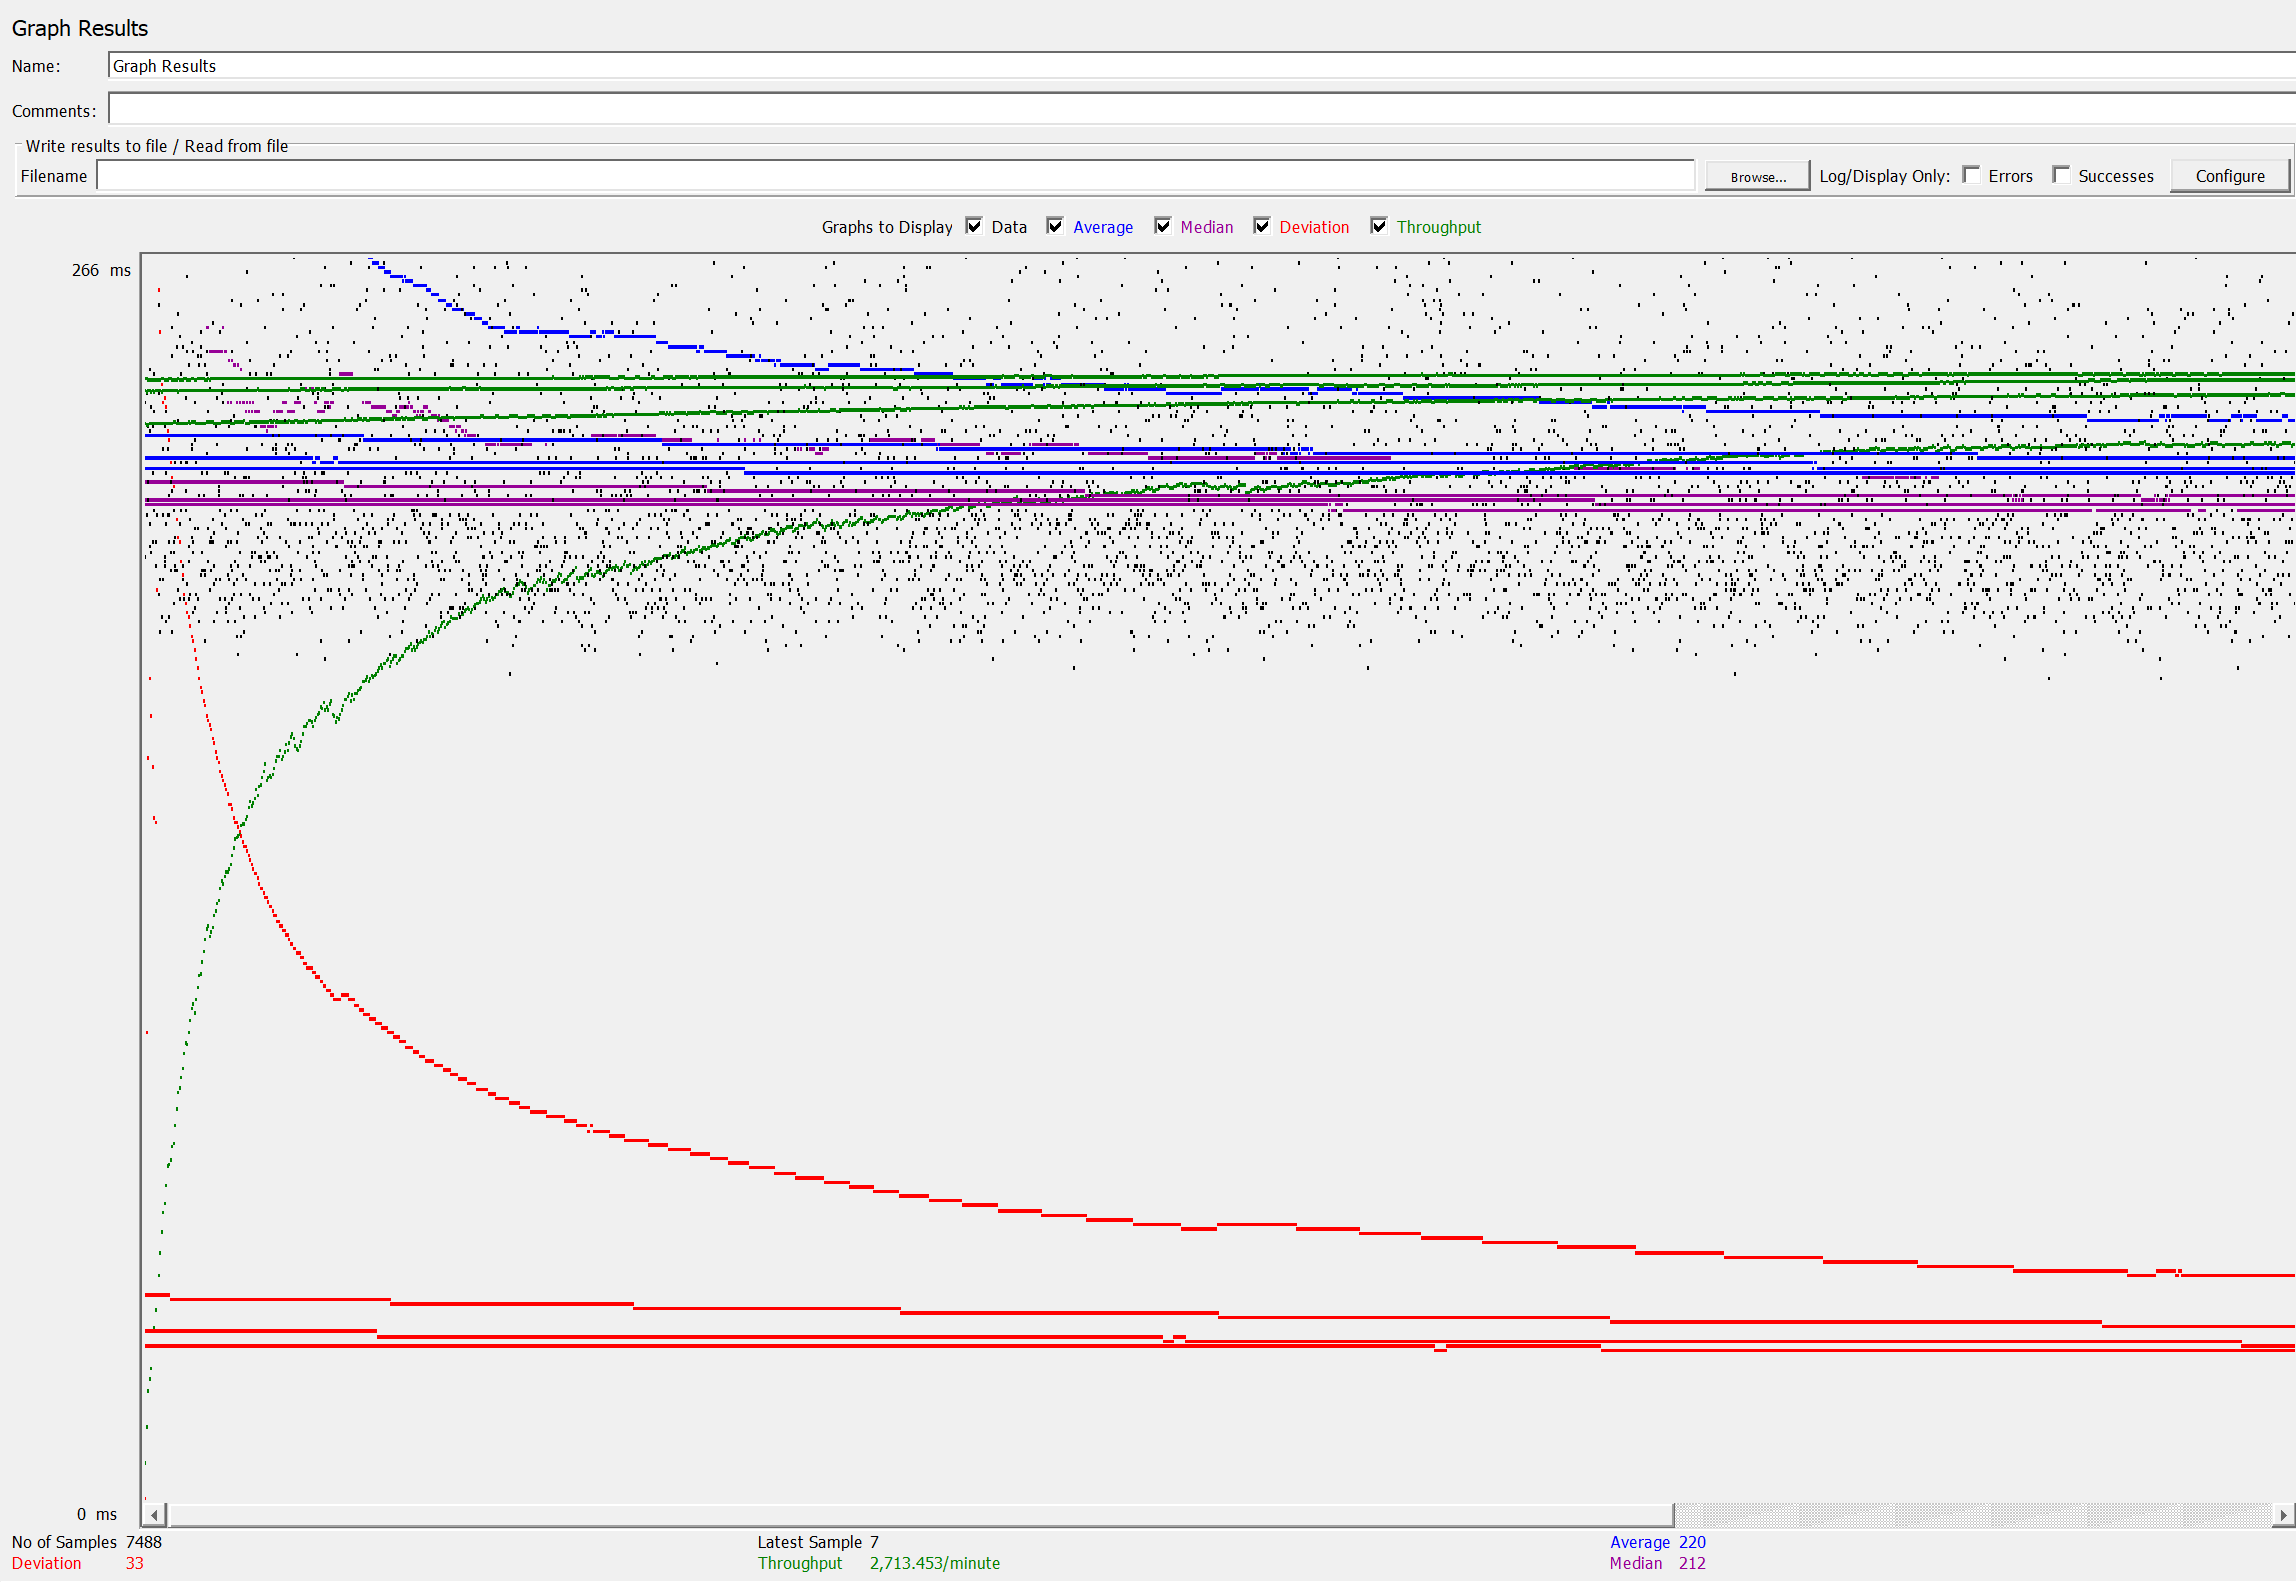 Graph Results
Name: Graph Results
Comments:
Write results to file / Read from file
Filename Browse... Log/Display Only: Errors Successes Configure
Graphs to Display Data Average Median Deviation Throughput
266 ms
0 ms
No of Samples 7488 Latest Sample 7 Average 220
Deviation 33 Throughput 2,713.453/minute Median 212